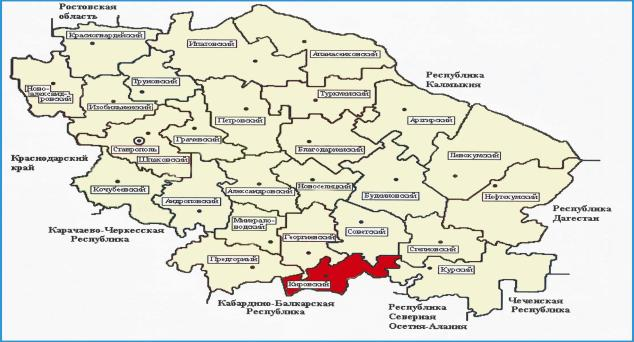 Ростовская
область
Красногвардейский
Ипатовский
Апанасенковский
Республика
Калмыкия
Ново-
александ-
ровский
Труновский
Изобильненский
Туркменский
Петровский
Арзгирский
Грачевский
Ставрополь
Шпаковский
Благодарненский
Левокумский
Краснодарский
край
Кочубеевский
Александровский
Новоселицкий
Буденновский
Нефтекумский
Андроповский
Республика
Дагестан
Минерало-
водский
Советский
Карачаево-Черкесская
Республика
Георгиевский
Степновский
Предгорный
Курский
Кировский
Кабардино-Балкарская
Республика
Республика
Северная
Осетия-Алания
Чеченская
Республика